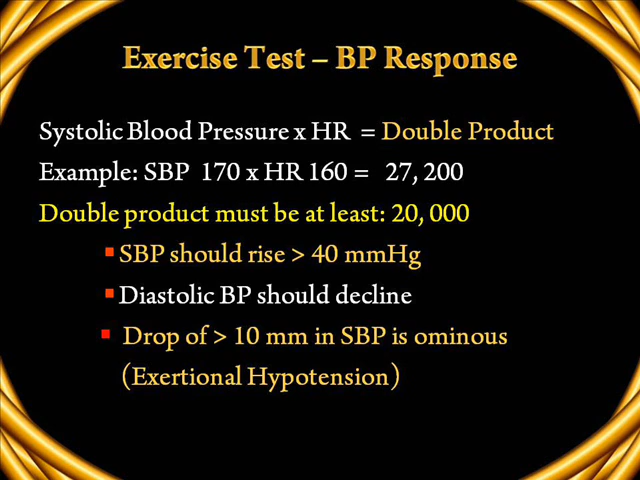 Exercise Test – BP Response
Systolic Blood Pressure x HR = Double Product
Example: SBP 170 x HR 160 = 27, 200
Double product must be at least: 20, 000
▪ SBP should rise > 40 mmHg
▪ Diastolic BP should decline
▪ Drop of > 10 mm in SBP is ominous
(Exertional Hypotension)